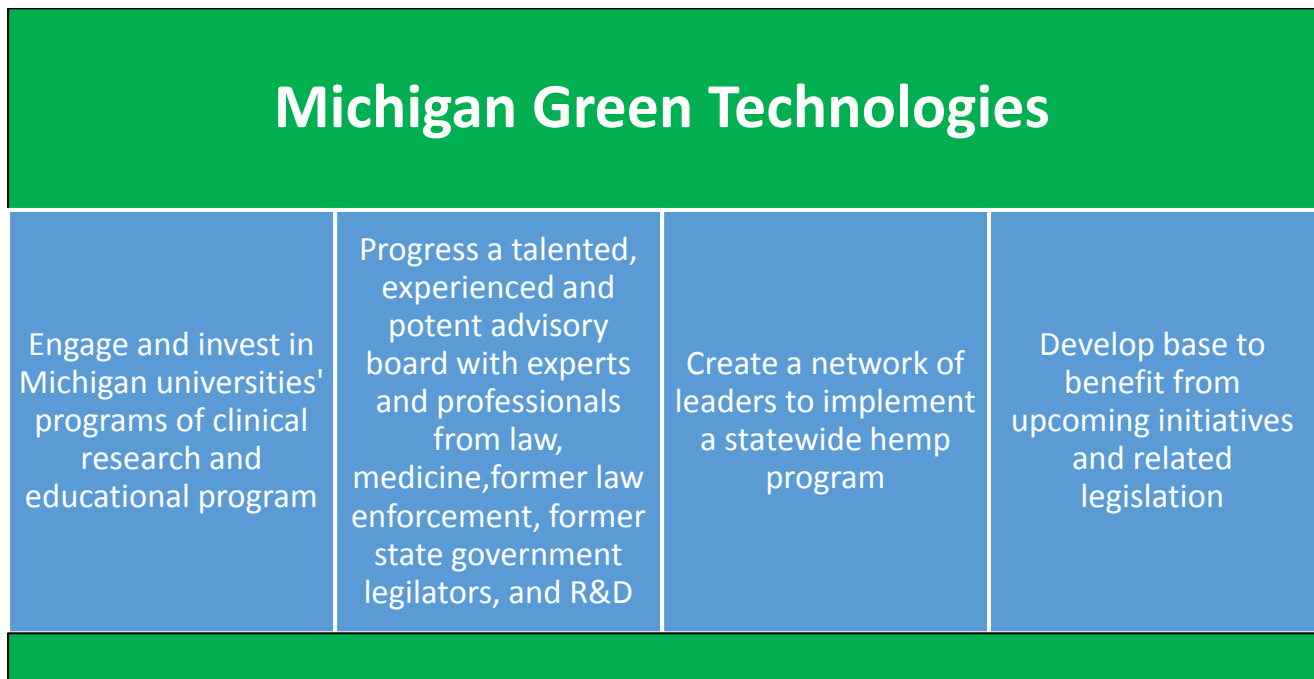 Michigan Green Technologies
Engage and invest in
Michigan universities'
programs of clinical
research and
educational program
Progress a talented,
experienced and
potent advisory
board with experts
and professionals
from law,
medicine,former law
enforcement, former
state government
legilators, and R&D
Create a network of
leaders to implement
a statewide hemp
program
Develop base to
benefit from
upcoming initiatives
and related
legislation